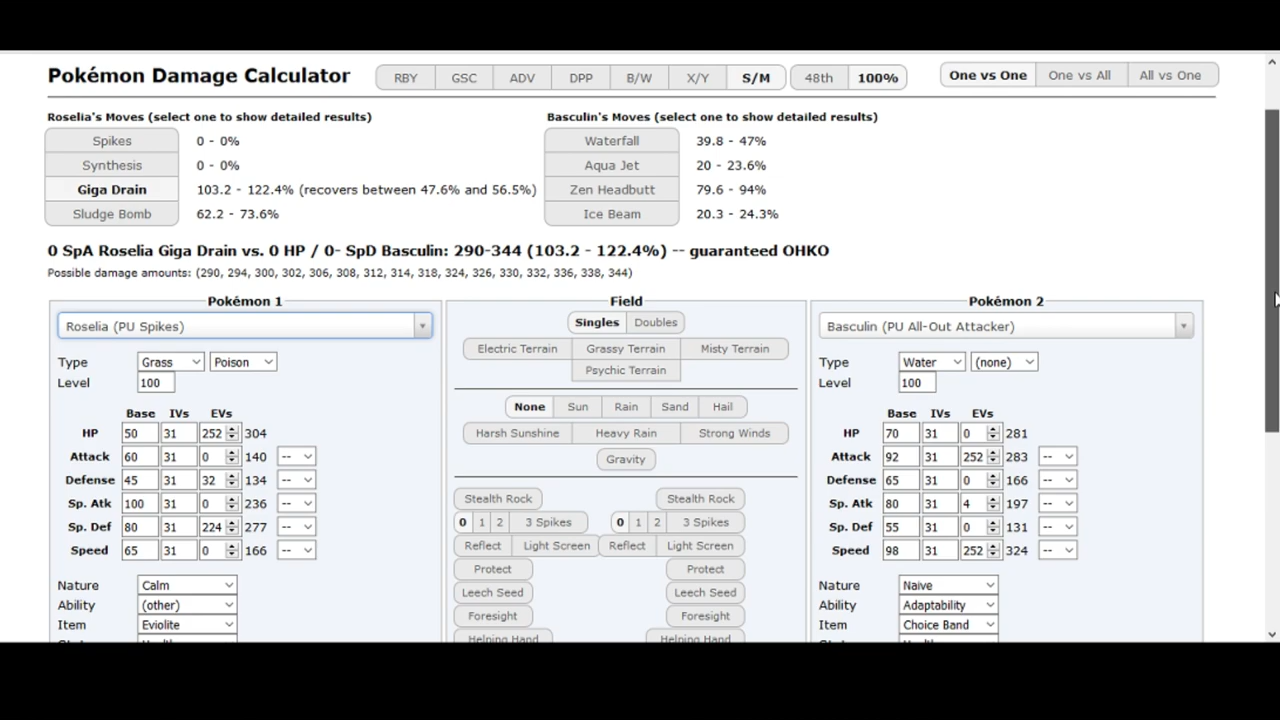 Pokémon Damage Calculator RBY GSC ADV DPP B/W X/Y S/M 48th 100% One vs One One vs All All vs One
Roselia's Moves (select one to show detailed results) Basculin's Moves (select one to show detailed results)
Spikes 0 - 0% Waterfall 39.8 - 47%
Synthesis 0 - 0% Aqua Jet 20 - 23.6%
Giga Drain 103.2 - 122.4% (recovers between 47.6% and 56.5%) Zen Headbutt 79.6 - 94%
Sludge Bomb 62.2 - 73.6% Ice Beam 20.3 - 24.3%
0 SpA Roselia Giga Drain vs. 0 HP / 0- SpD Basculin: 290-344 (103.2 - 122.4%) -- guaranteed OHKO
Possible damage amounts: (290, 294, 300, 302, 306, 308, 312, 314, 318, 324, 326, 330, 332, 336, 338, 344)
Pokémon 1 Field Pokémon 2
Roselia (PU Spikes) Singles Doubles Basculin (PU All-Out Attacker)
Electric Terrain Grassy Terrain Misty Terrain
Type Grass Poison Psychic Terrain Type Water (none)
Level 100 Level 100
Base IVs EVs None Sun Rain Sand Hail Base IVs EVs
HP 50 31 252 304 Harsh Sunshine Heavy Rain Strong Winds HP 70 31 0 281
Attack 60 31 0 140 -- Gravity Attack 92 31 252 283 --
Defense 45 31 32 134 -- Defense 65 31 0 166 --
Sp. Atk 100 31 0 236 -- Stealth Rock Stealth Rock Sp. Atk 80 31 4 197 --
Sp. Def 80 31 224 277 -- 0 1 2 3 Spikes 0 1 2 3 Spikes Sp. Def 55 31 0 131 --
Speed 65 31 0 166 -- Reflect Light Screen Reflect Light Screen Speed 98 31 252 324 --
Protect Protect
Nature Calm Leech Seed Leech Seed Nature Naive
Ability (other) Foresight Foresight Ability Adaptability
Item Eviolite Helping Hand Helping Hand Item Choice Band